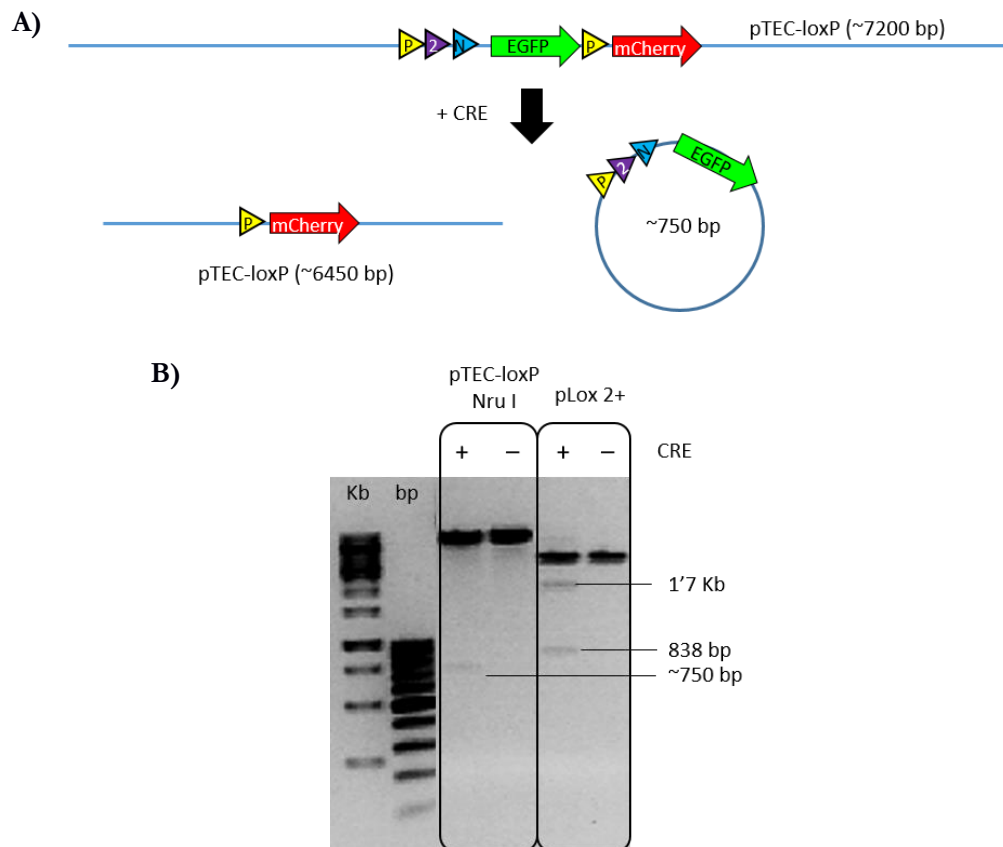 A)
pTEC-loxP (~7200 bp)
P 2 N EGFP P mCherry
+ CRE
P 2 N EGFP
P mCherry
~750 bp
pTEC-loxP (~6450 bp)
B)
pTEC-loxP
Nru I
pLox 2+
+ − + − CRE
Kb bp
1'7 Kb
838 bp
~750 bp